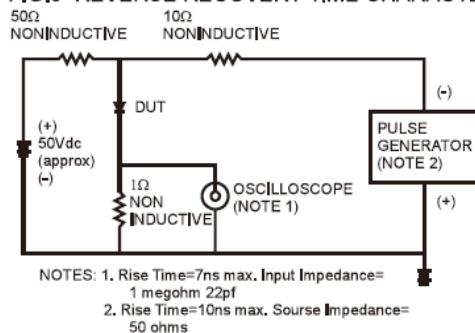 50Ω
NONINDUCTIVE
10Ω
NONINDUCTIVE
DUT
(+)
50Vdc
(approx)
(-)
1Ω
NON
INDUCTIVE
OSCILLOSCOPE
(NOTE 1)
(-)
PULSE
GENERATOR
(NOTE 2)
(+)
NOTES: 1. Rise Time=7ns max. Input Impedance=
1 megohm 22pf
2. Rise Time=10ns max. Sourse Impedance=
50 ohms